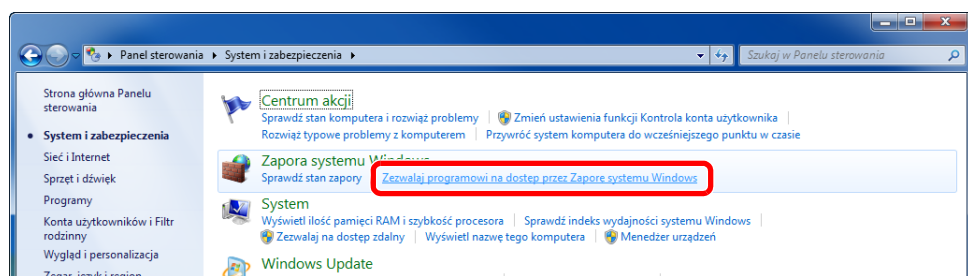 Panel sterowania ▸ System i zabezpieczenia ▸
Szukaj w Panelu sterowania
Strona główna Panelu
sterowania
System i zabezpieczenia
Sieć i Internet
Sprzęt i dźwięk
Programy
Konta użytkowników i Filtr
rodzinny
Wygląd i personalizacja
Zegar, język i region
Centrum akcji
Sprawdź stan komputera i rozwiąż problemy | Zmień ustawienia funkcji Kontrola konta użytkownika |
Rozwiąż typowe problemy z komputerem | Przywróć system komputera do wcześniejszego punktu w czasie
Zapora systemu Windows
Sprawdź stan zapory | Zezwalaj programowi na dostęp przez Zaporę systemu Windows
System
Wyświetl ilość pamięci RAM i szybkość procesora | Sprawdź indeks wydajności systemu Windows |
Zezwalaj na dostęp zdalny | Wyświetl nazwę tego komputera | Menedżer urządzeń
Windows Update